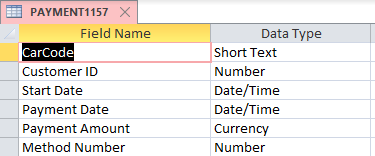 PAYMENT1157
Field Name Data Type
CarCode Short Text
Customer ID Number
Start Date Date/Time
Payment Date Date/Time
Payment Amount Currency
Method Number Number